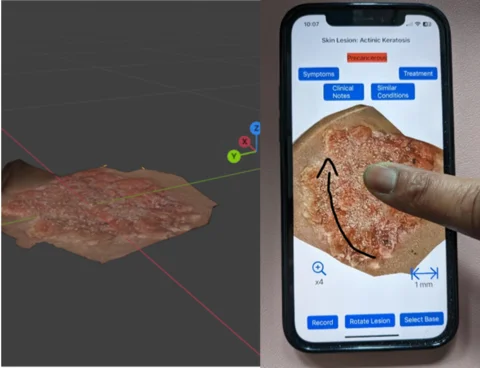 X
Y
Z
10:07
Skin Lesion: Actinic Keratosis
Precancerous
Symptoms
Treatment
Clinical
Notes
Similar
Conditions
x4
1 mm
Record
Rotate Lesion
Select Base